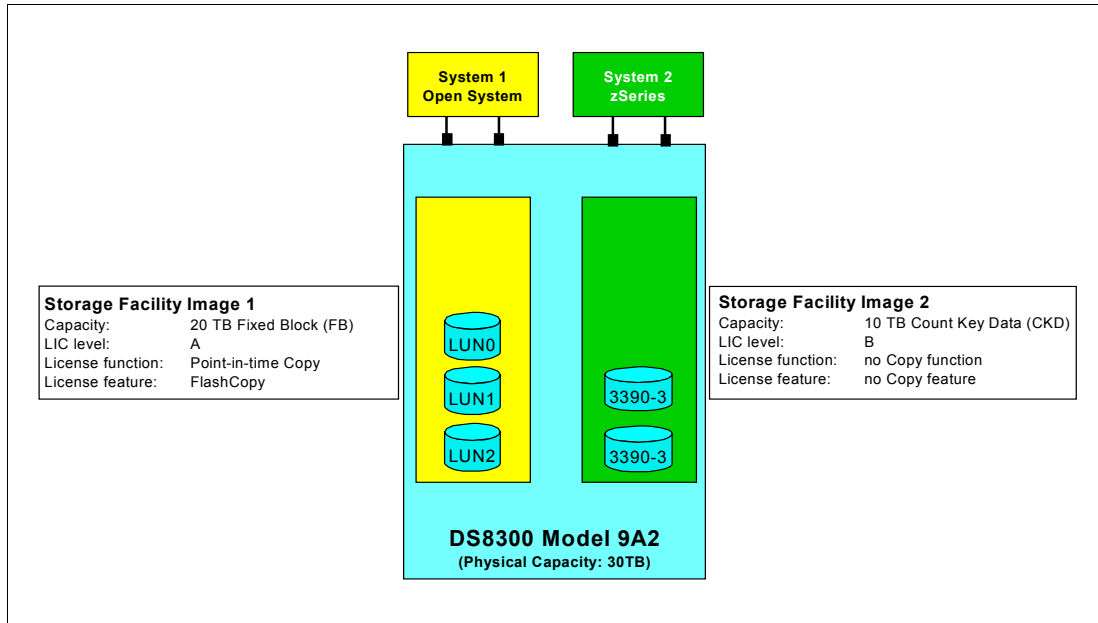 System 1
Open System
System 2
zSeries
Storage Facility Image 1
Capacity: 20 TB Fixed Block (FB)
LIC level: A
License function: Point-in-time Copy
License feature: FlashCopy
LUN0
LUN1
LUN2
3390-3
3390-3
Storage Facility Image 2
Capacity: 10 TB Count Key Data (CKD)
LIC level: B
License function: no Copy function
License feature: no Copy feature
DS8300 Model 9A2
(Physical Capacity: 30TB)